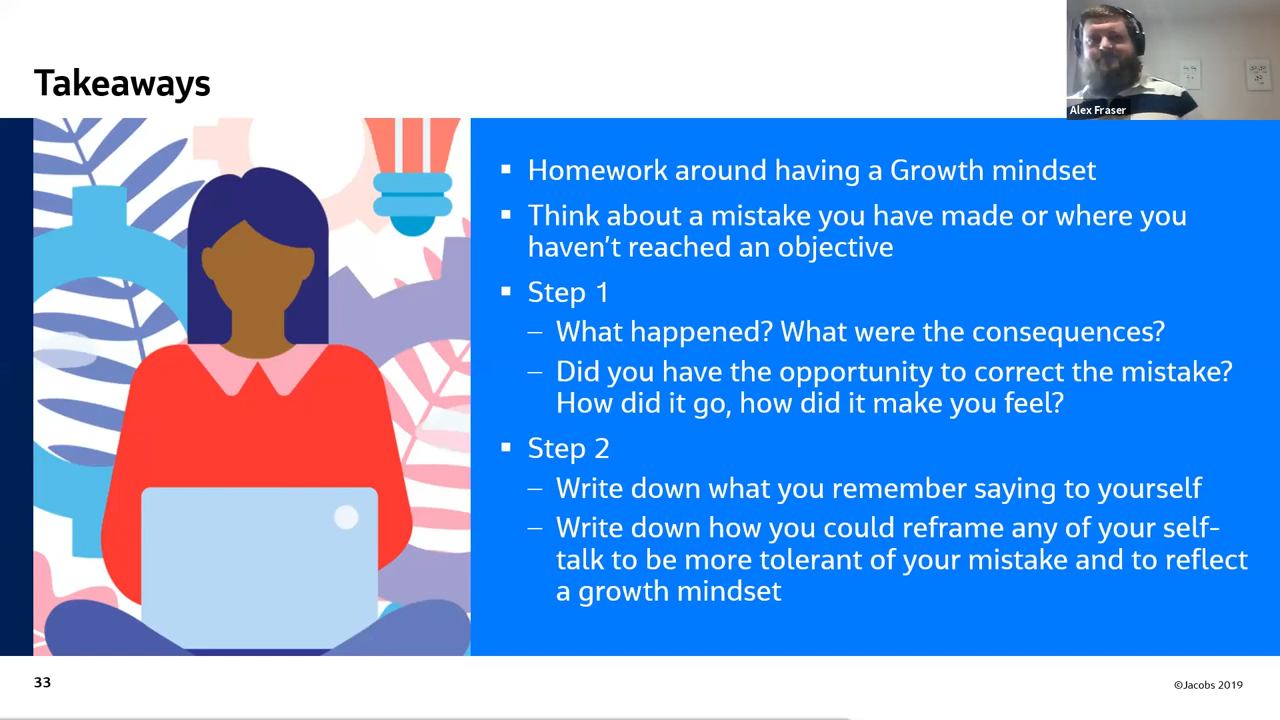 Takeaways
Alex Fraser
▪ Homework around having a Growth mindset
▪ Think about a mistake you have made or where you
haven't reached an objective
▪ Step 1
– What happened? What were the consequences?
– Did you have the opportunity to correct the mistake?
How did it go, how did it make you feel?
▪ Step 2
– Write down what you remember saying to yourself
– Write down how you could reframe any of your self-
talk to be more tolerant of your mistake and to reflect
a growth mindset
33
©Jacobs 2019